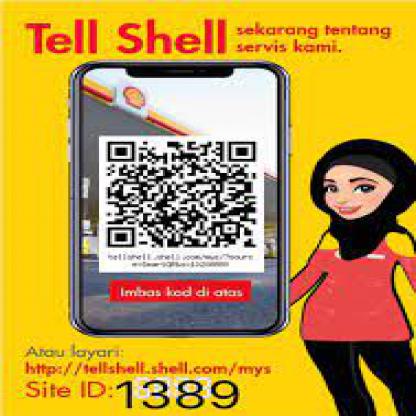 Tell Shell
sekarang tentang
servis kami.
Imbas kod di atas
Atau layari:
http://tellshell.shell.com/mys
Site ID:1389